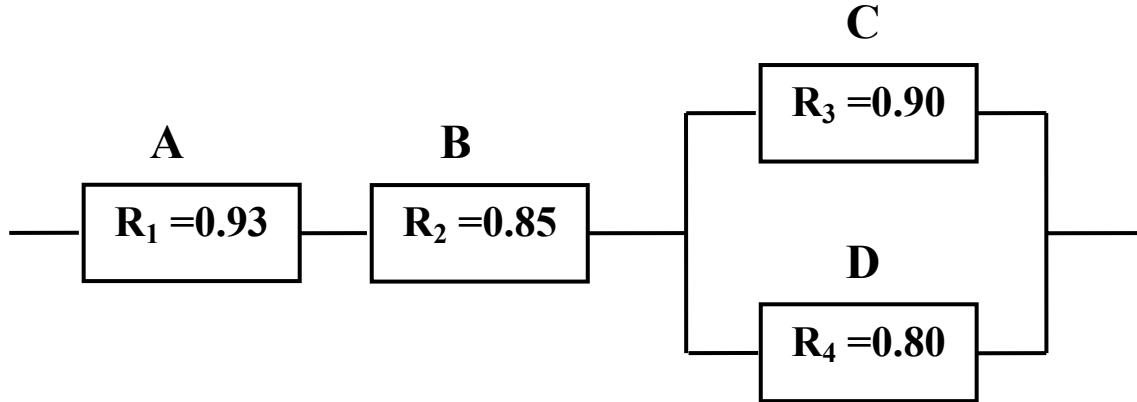 C
R₃ =0.90
A
B
R₁ =0.93
R₂ =0.85
D
R₄ =0.80